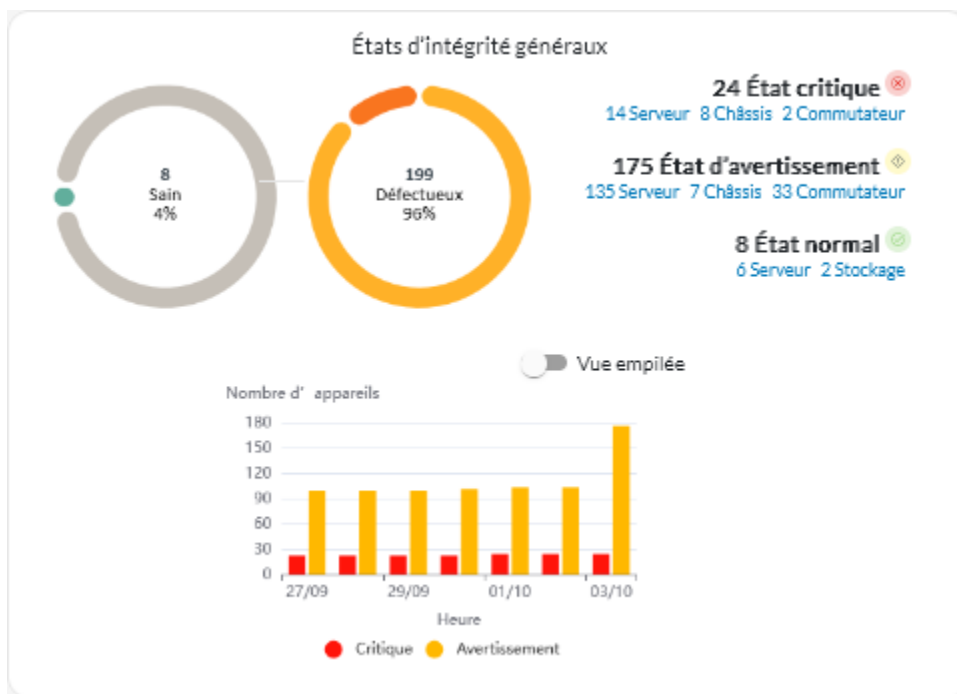 États d'intégrité généraux
8
Sain
4%
199
Défectueux
96%
24 État critique
14 Serveur 8 Châssis 2 Commutateur
175 État d'avertissement
135 Serveur 7 Châssis 33 Commutateur
8 État normal
6 Serveur 2 Stockage
Vue empilée
Nombre d' appareils
180
150
120
90
60
30
0
27/09 29/09 01/10 03/10
Heure
Critique Avertissement